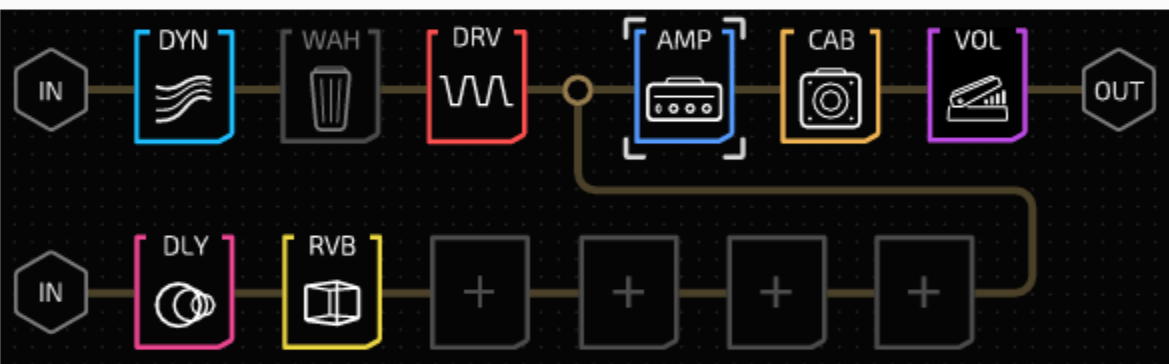 IN DYN WAH DRV AMP CAB VOL OUT
IN DLY RVB + + + +